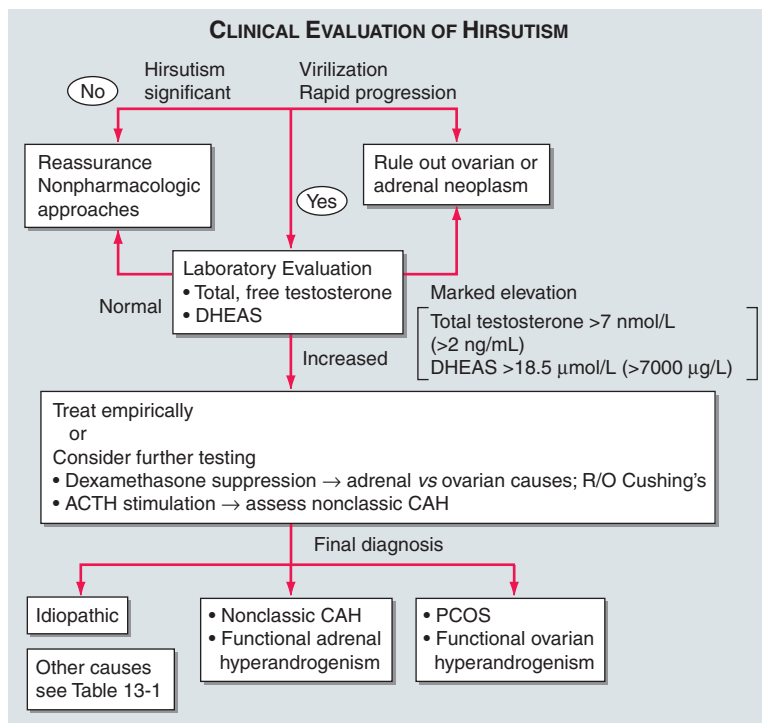 CLINICAL EVALUATION OF HIRSUTISM
No
Hirsutism
significant
Virilization
Rapid progression
Reassurance
Nonpharmacologic
approaches
Rule out ovarian or
adrenal neoplasm
Yes
Laboratory Evaluation
• Total, free testosterone
• DHEAS
Normal
Marked elevation
Total testosterone >7 nmol/L
(>2 ng/mL)
DHEAS >18.5 μmol/L (>7000 μg/L)
Increased
Treat empirically
or
Consider further testing
• Dexamethasone suppression → adrenal vs ovarian causes; R/O Cushing's
• ACTH stimulation → assess nonclassic CAH
Final diagnosis
Idiopathic
Other causes
see Table 13-1
• Nonclassic CAH
• Functional adrenal
hyperandrogenism
• PCOS
• Functional ovarian
hyperandrogenism